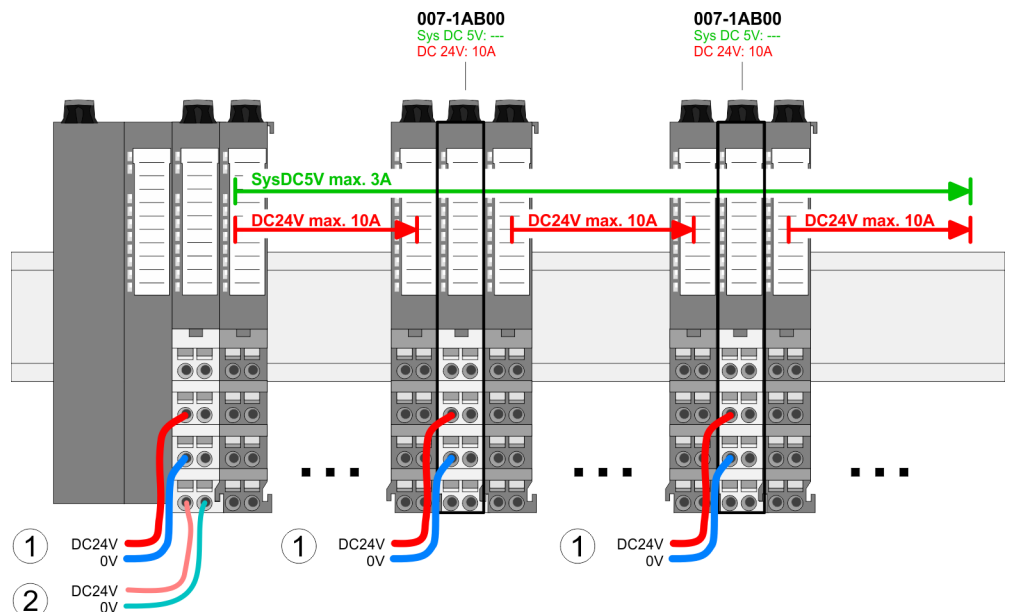 007-1AB00
Sys DC 5V: ---
DC 24V: 10A
007-1AB00
Sys DC 5V: ---
DC 24V: 10A
SysDC5V max. 3A
DC24V max. 10A
DC24V max. 10A
DC24V max. 10A
1
DC24V
0V
1
DC24V
0V
1
DC24V
0V
2
DC24V
0V